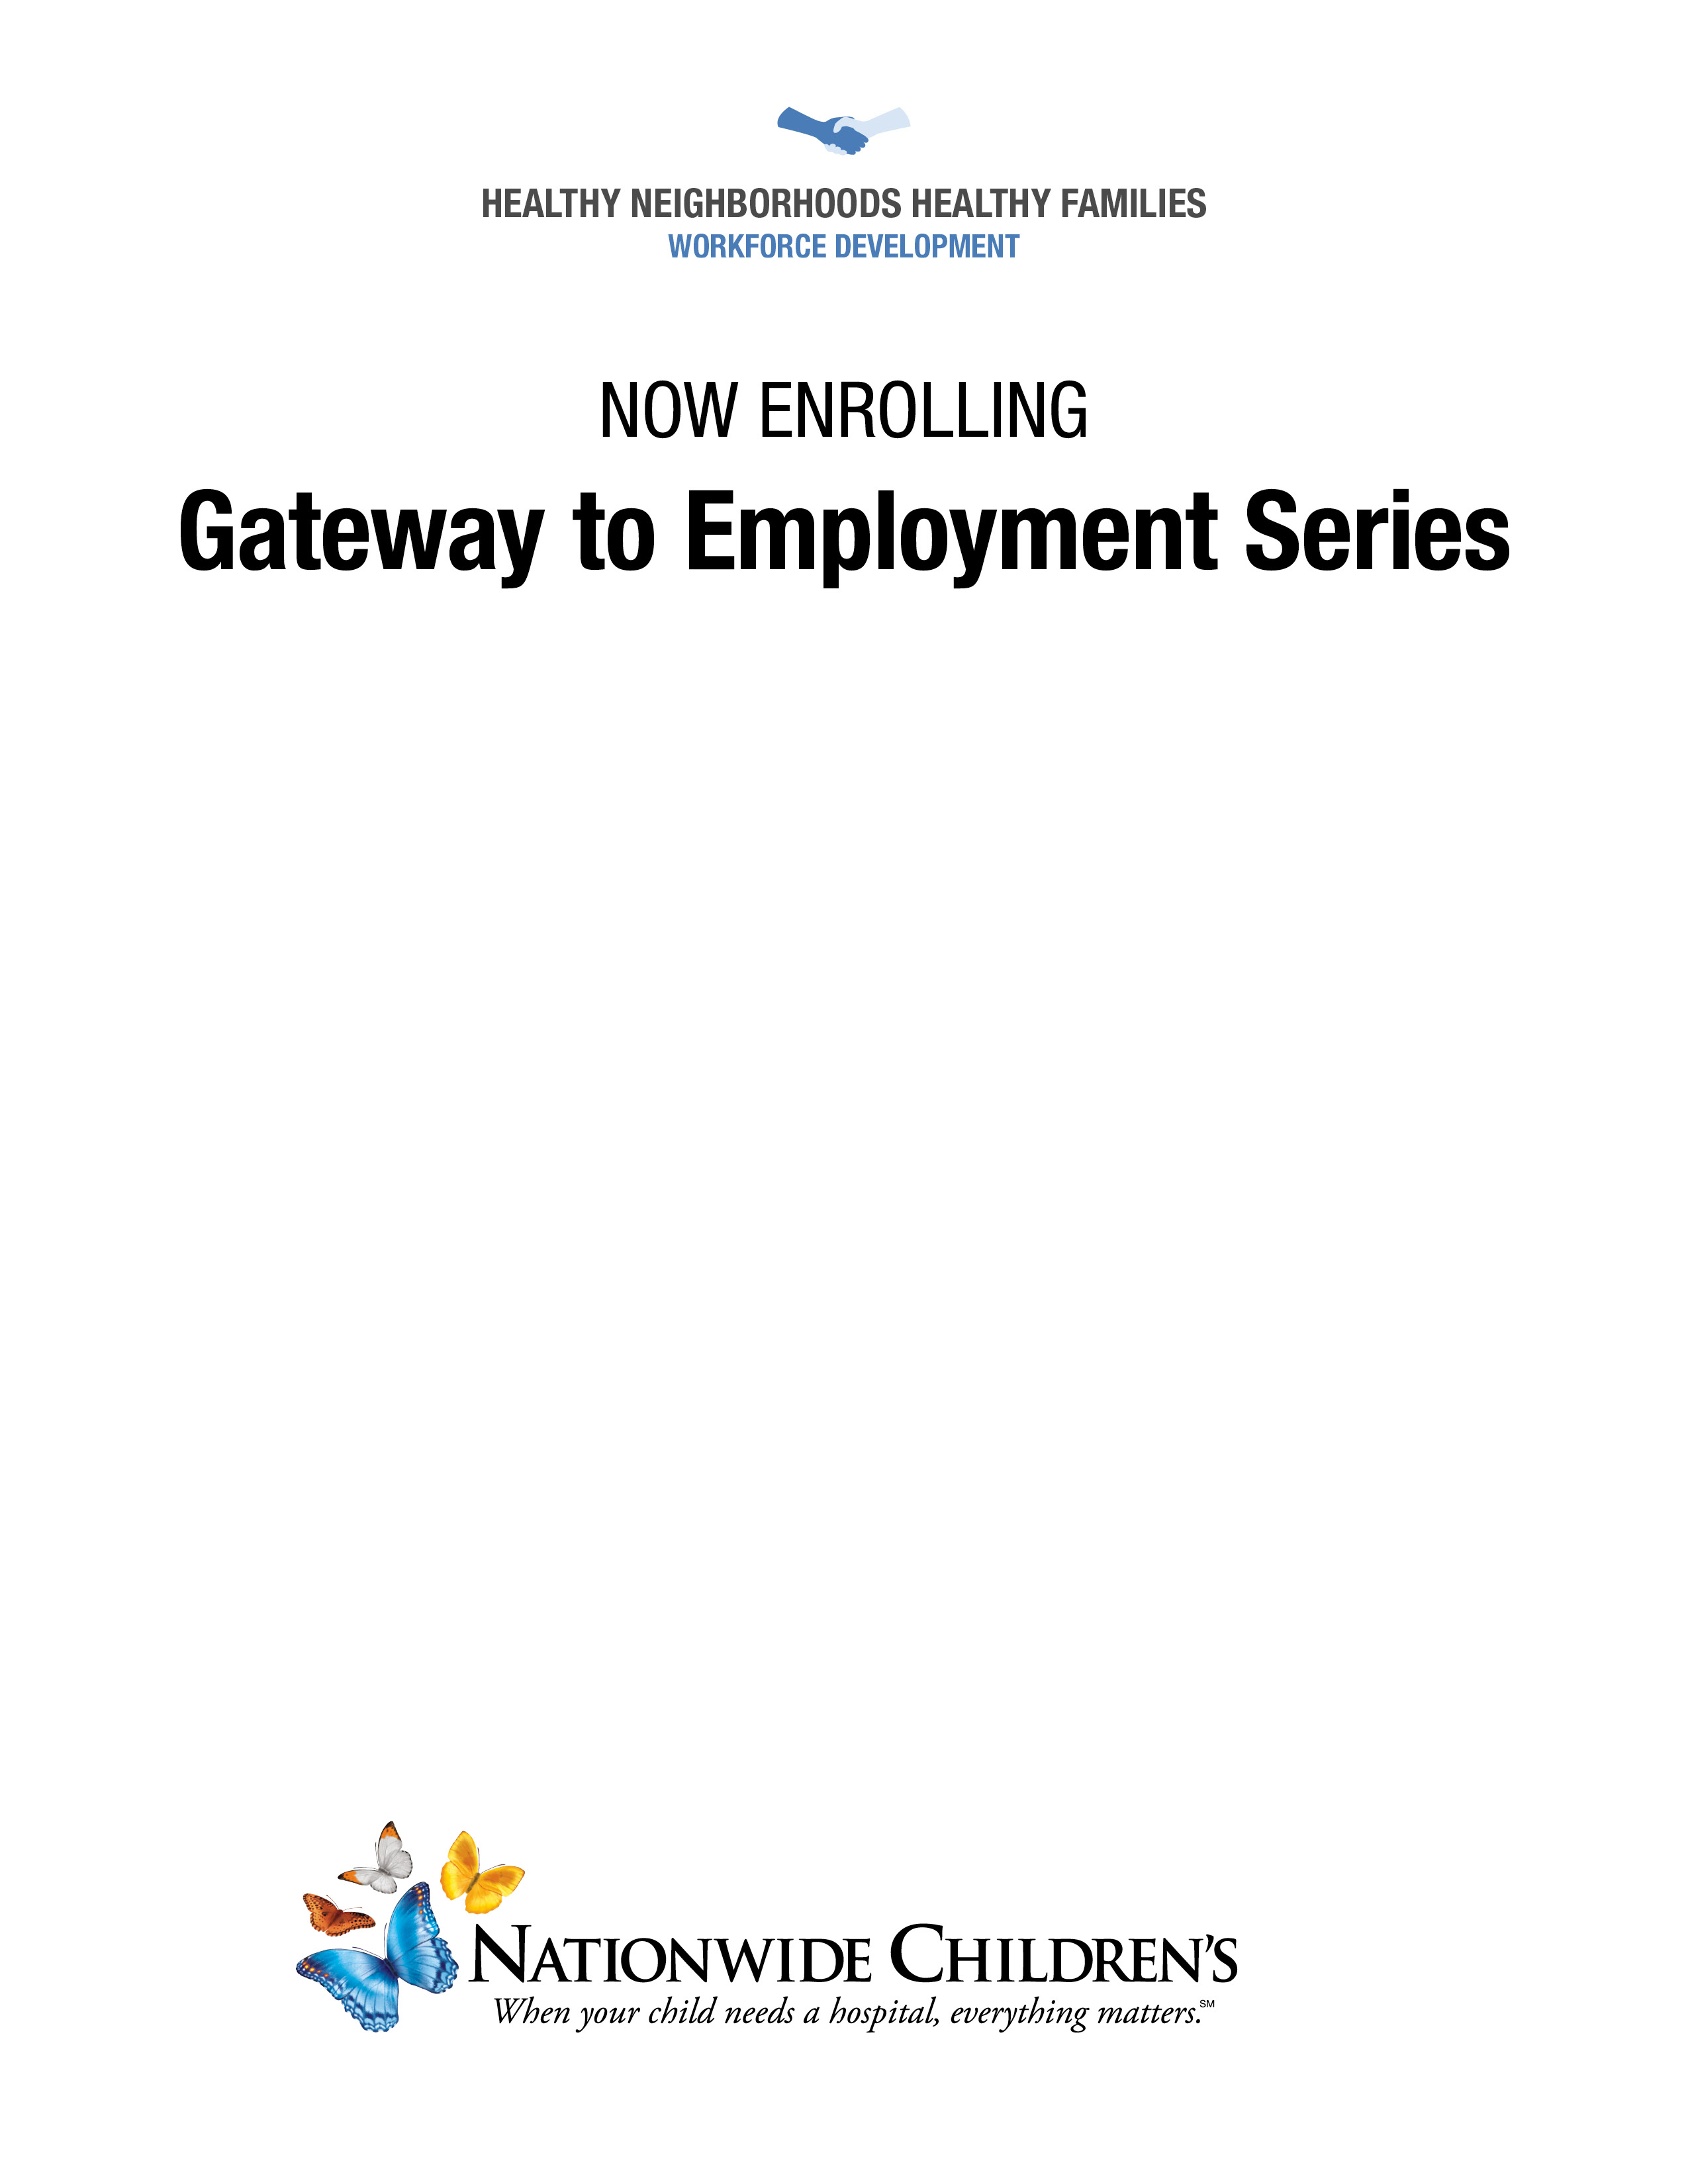 HEALTHY NEIGHBORHOODS HEALTHY FAMILIES
WORKFORCE DEVELOPMENT
NOW ENROLLING
Gateway to Employment Series
NATIONWIDE CHILDREN'S
When your child needs a hospital, everything matters.℠